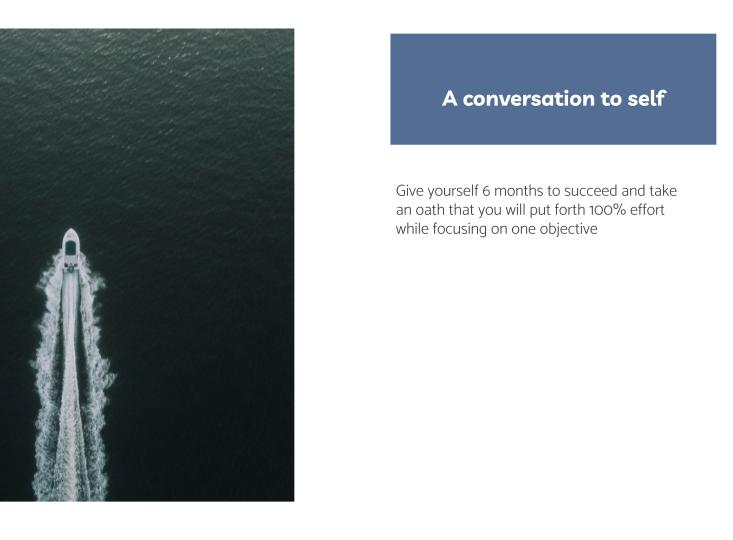 A conversation to self
Give yourself 6 months to succeed and take
an oath that you will put forth 100% effort
while focusing on one objective